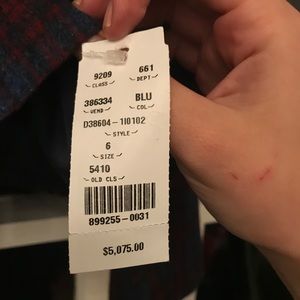 9209 661
CLASS DEPT
386334 BLU
VEND COL
D38604-1I0102
STYLE
6
SIZE
5410
OLD CLS
899255-0031
$5,075.00